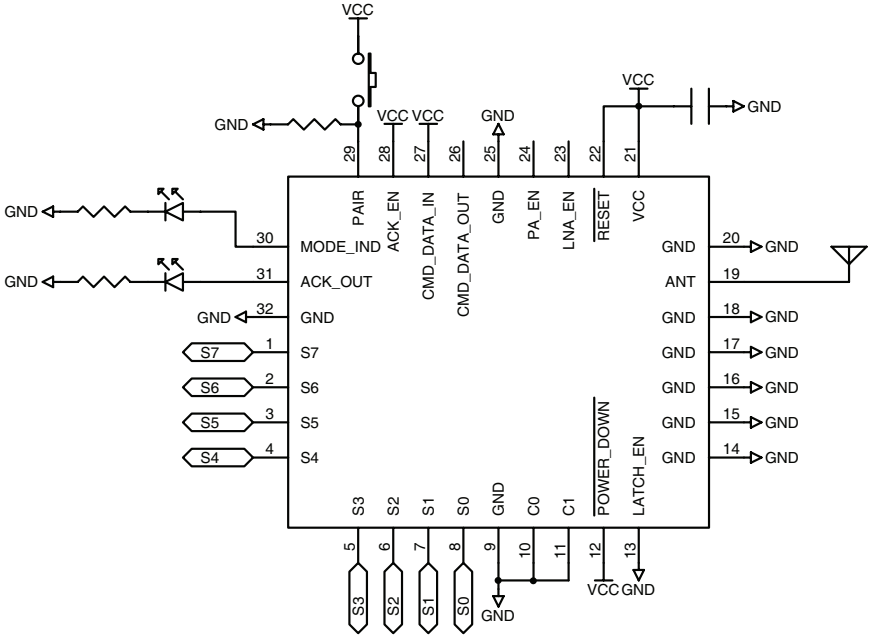 VCC
VCC
GND
VCC VCC
GND
GND
29
28
27
26
25
24
23
22
21
PAIR
ACK_EN
CMD_DATA_IN
CMD_DATA_OUT
GND
PA_EN
LNA_EN
RESET
VCC
GND
30 MODE_IND
GND 20 GND
GND
31 ACK_OUT
ANT 19
GND 32 GND
GND 18 GND
S7 1 S7
GND 17 GND
S6 2 S6
GND 16 GND
S5 3 S5
GND 15 GND
S4 4 S4
GND 14 GND
S3
S2
S1
S0
GND
C0
C1
POWER_DOWN
LATCH_EN
5
6
7
8
9
10
11
12
13
S3
S2
S1
S0
GND
VCC
GND